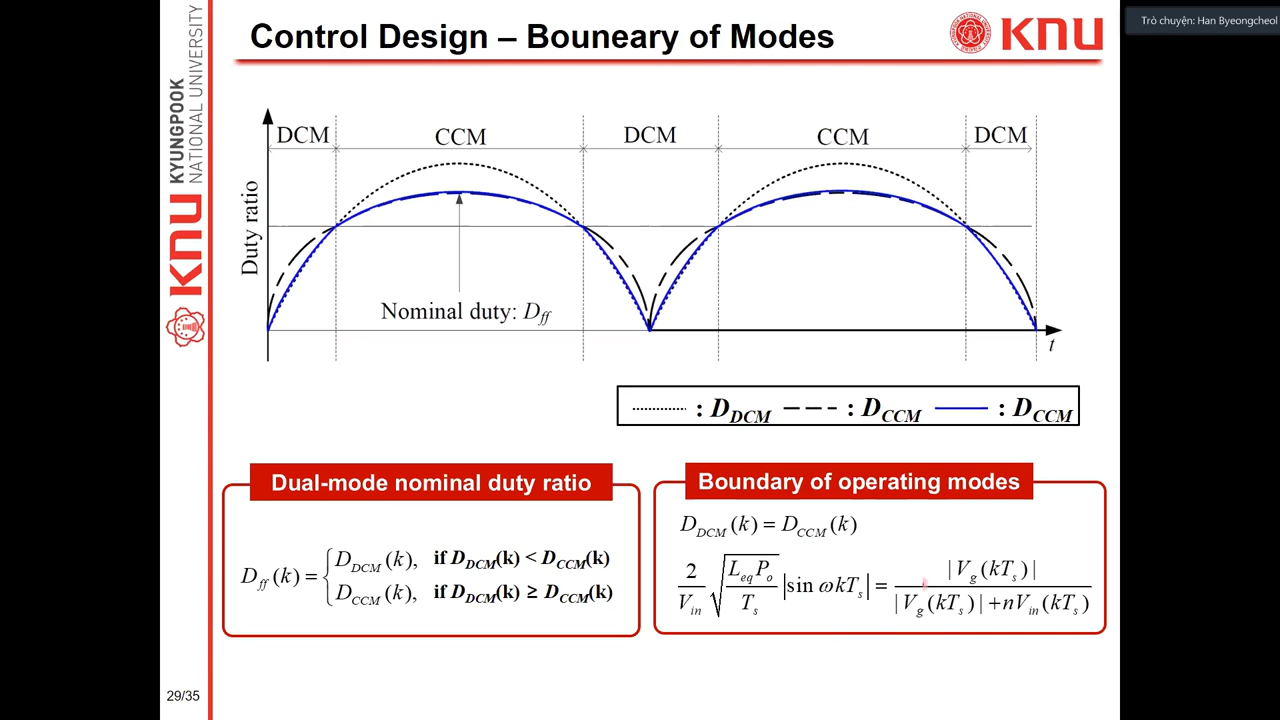 Trò chuyện: Han Byeongcheol
Control Design – Bouneary of Modes
KNU
KNU KYUNGPOOK
NATIONAL UNIVERSITY
DCM CCM DCM CCM DCM
Duty ratio
Nominal duty: D_ff
t
: D_DCM : D_CCM : D_CCM
Dual-mode nominal duty ratio
D_ff(k) = { D_DCM(k), if D_DCM(k) < D_CCM(k)
D_CCM(k), if D_DCM(k) ≥ D_CCM(k)
Boundary of operating modes
D_DCM(k) = D_CCM(k)
2/V_in √(L_eq P_o / T_s) |sin ωkT_s| = |V_g(kT_s)| / (|V_g(kT_s)| + nV_in(kT_s))
29/35